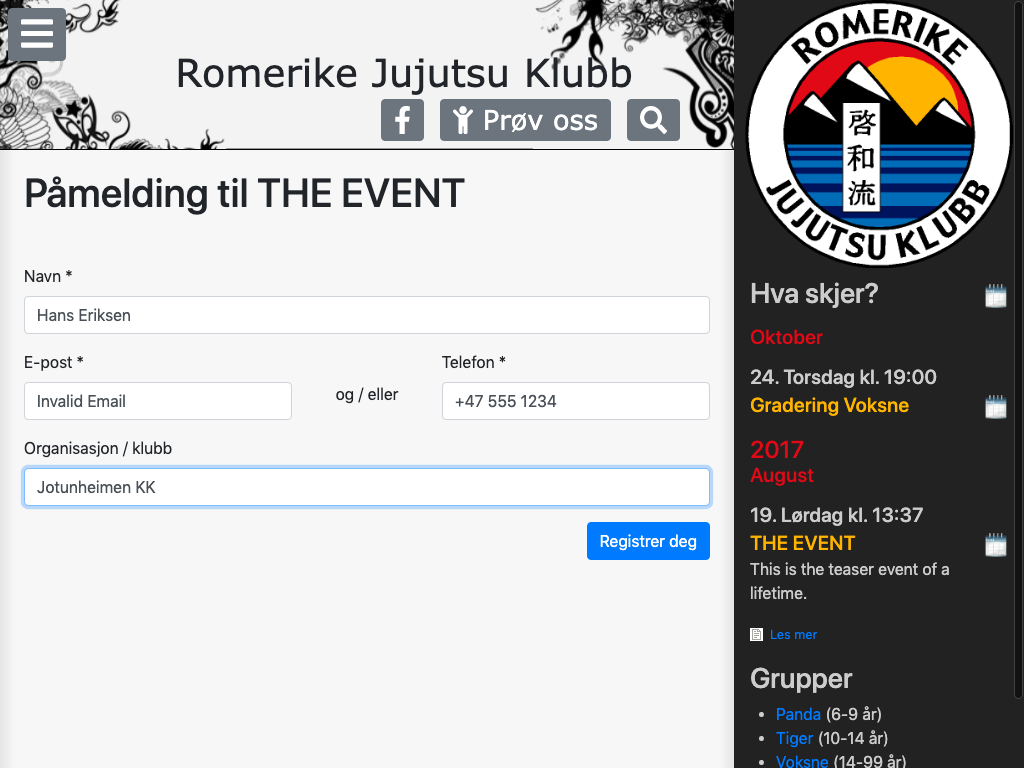 Romerike Jujutsu Klubb
Prøv oss
Påmelding til THE EVENT
Navn *
Hans Eriksen
E-post *
Telefon *
Invalid Email
og / eller
+47 555 1234
Organisasjon / klubb
Jotunheimen KK
Registrer deg
ROMERIKE
啓和流
JUJUTSU KLUBB
Hva skjer?
Oktober
24. Torsdag kl. 19:00
Gradering Voksne
2017
August
19. Lørdag kl. 13:37
THE EVENT
This is the teaser event of a
lifetime.
Les mer
Grupper
Panda (6-9 år)
Tiger (10-14 år)
Voksne (14-99 år)